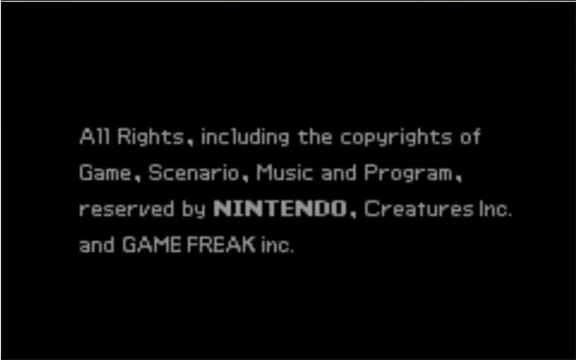 All Rights, including the copyrights of
Game, Scenario, Music and Program,
reserved by NINTENDO, Creatures Inc.
and GAME FREAK inc.